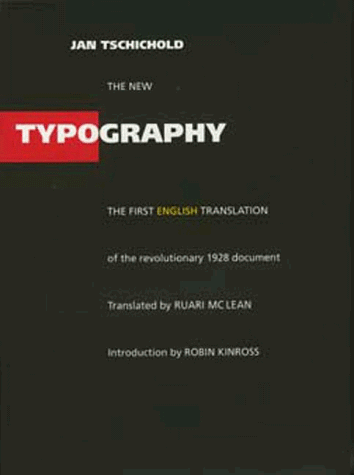 JAN TSCHICHOLD
THE NEW
TYPOGRAPHY
THE FIRST ENGLISH TRANSLATION
of the revolutionary 1928 document
Translated by RUARI MC LEAN
Introduction by ROBIN KINROSS